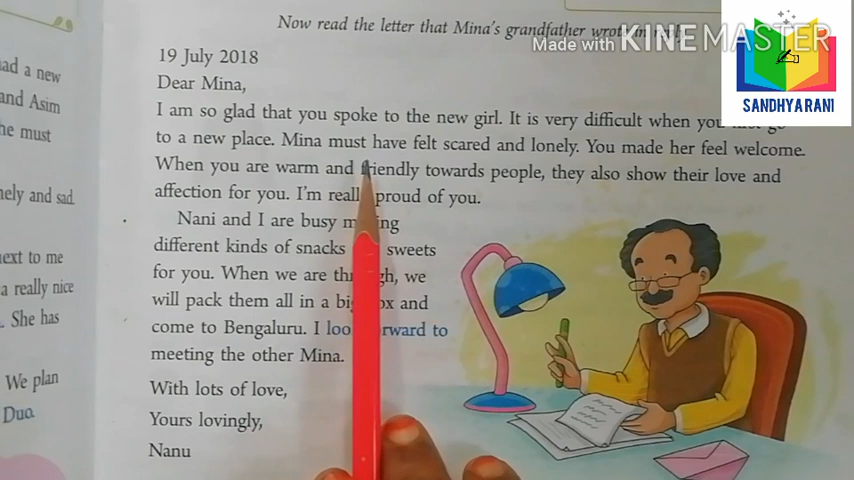 Now read the letter that Mina's grandfather wrote
Made with KINEMASTER
SANDHYA RANI
19 July 2018
Dear Mina,
I am so glad that you spoke to the new girl. It is very difficult when you go
to a new place. Mina must have felt scared and lonely. You made her feel welcome.
When you are warm and friendly towards people, they also show their love and
affection for you. I'm really proud of you.
Nani and I are busy making
different kinds of snacks sweets
for you. When we are through, we
will pack them all in a big box and
come to Bengaluru. I look forward to
meeting the other Mina.
With lots of love,
Yours lovingly,
Nanu
ad a new
and Asim
he must
nely and sad.
next to me
a really nice
She has
We plan
Duo.